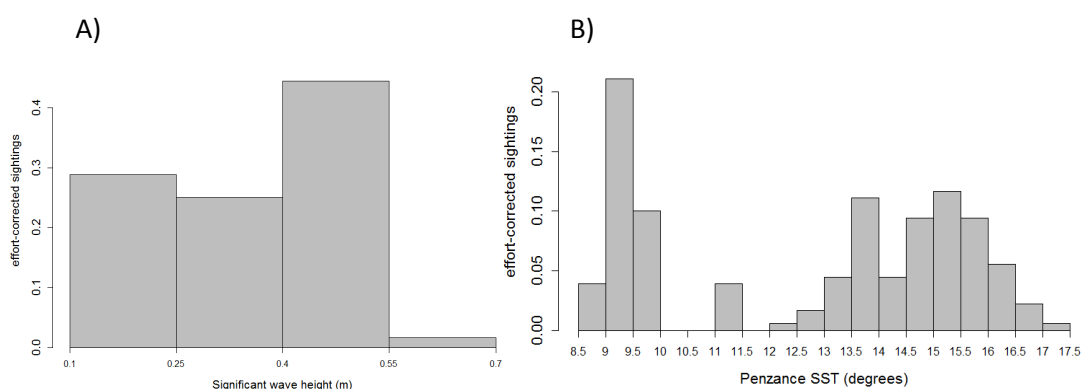 A)
B)
effort-corrected sightings
0.0 0.1 0.2 0.3 0.4
0.1 0.25 0.4 0.55 0.7
Significant wave height (m)
effort-corrected sightings
0.00 0.05 0.10 0.15 0.20
8.5 9 9.5 10 10.5 11 11.5 12 12.5 13 13.5 14 14.5 15 15.5 16 16.5 17 17.5
Penzance SST (degrees)